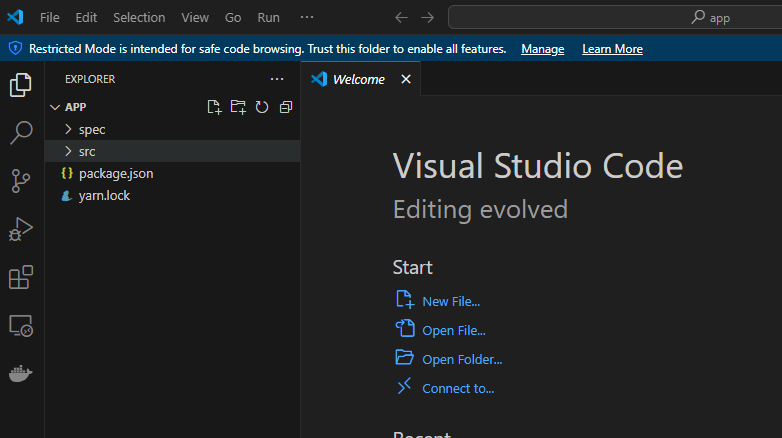 File Edit Selection View Go Run ... app
Restricted Mode is intended for safe code browsing. Trust this folder to enable all features. Manage Learn More
EXPLORER ...
Welcome
APP
spec
src
package.json
yarn.lock
Visual Studio Code
Editing evolved
Start
New File...
Open File...
Open Folder...
Connect to...
Recent